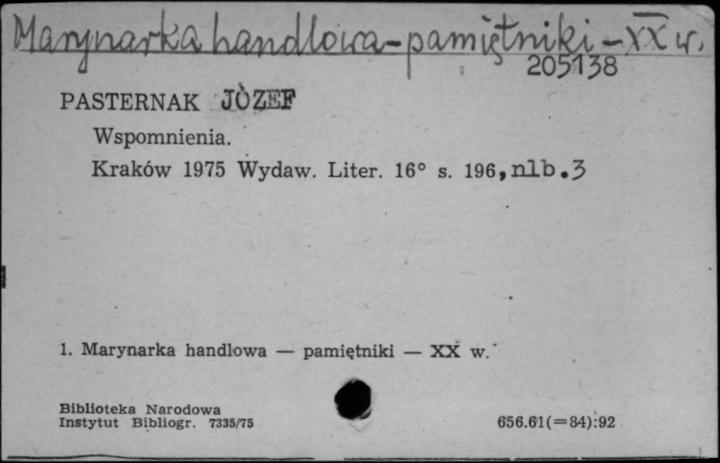 Marynarka handlowa - pamiętniki - XX w.
205138
PASTERNAK JÓZEF
Wspomnienia.
Kraków 1975 Wydaw. Liter. 16° s. 196, nlb. 3
1. Marynarka handlowa — pamiętniki — XX w.
Biblioteka Narodowa
Instytut Bibliogr. 7335/75
656.61(=84):92